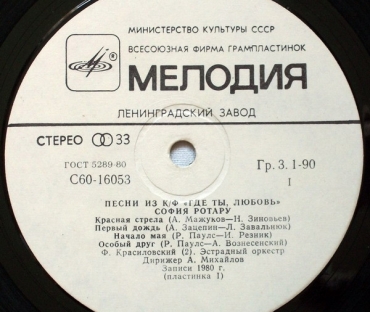 МИНИСТЕРСТВО КУЛЬТУРЫ СССР
ВСЕСОЮЗНАЯ ФИРМА ГРАМПЛАСТИНОК
МЕЛОДИЯ
ЛЕНИНГРАДСКИЙ ЗАВОД
СТЕРЕО 33
ГОСТ 5289-80
Гр. 3. 1-90
С60-16053
I
ПЕСНИ ИЗ К/Ф «ГДЕ ТЫ, ЛЮБОВЬ»
СОФИЯ РОТАРУ
Красная стрела (А. Мажуков—Н. Зиновьев)
Первый дождь (А. Зацепин—Л. Завальнюк)
Начало мая (Р. Паулс—И. Резник)
Особый друг (Р. Паулс—А. Вознесенский)
Ф. Красиловский (2). Эстрадный оркестр
Дирижер А. Михайлов
Записи 1980 г.
(пластинка 1)